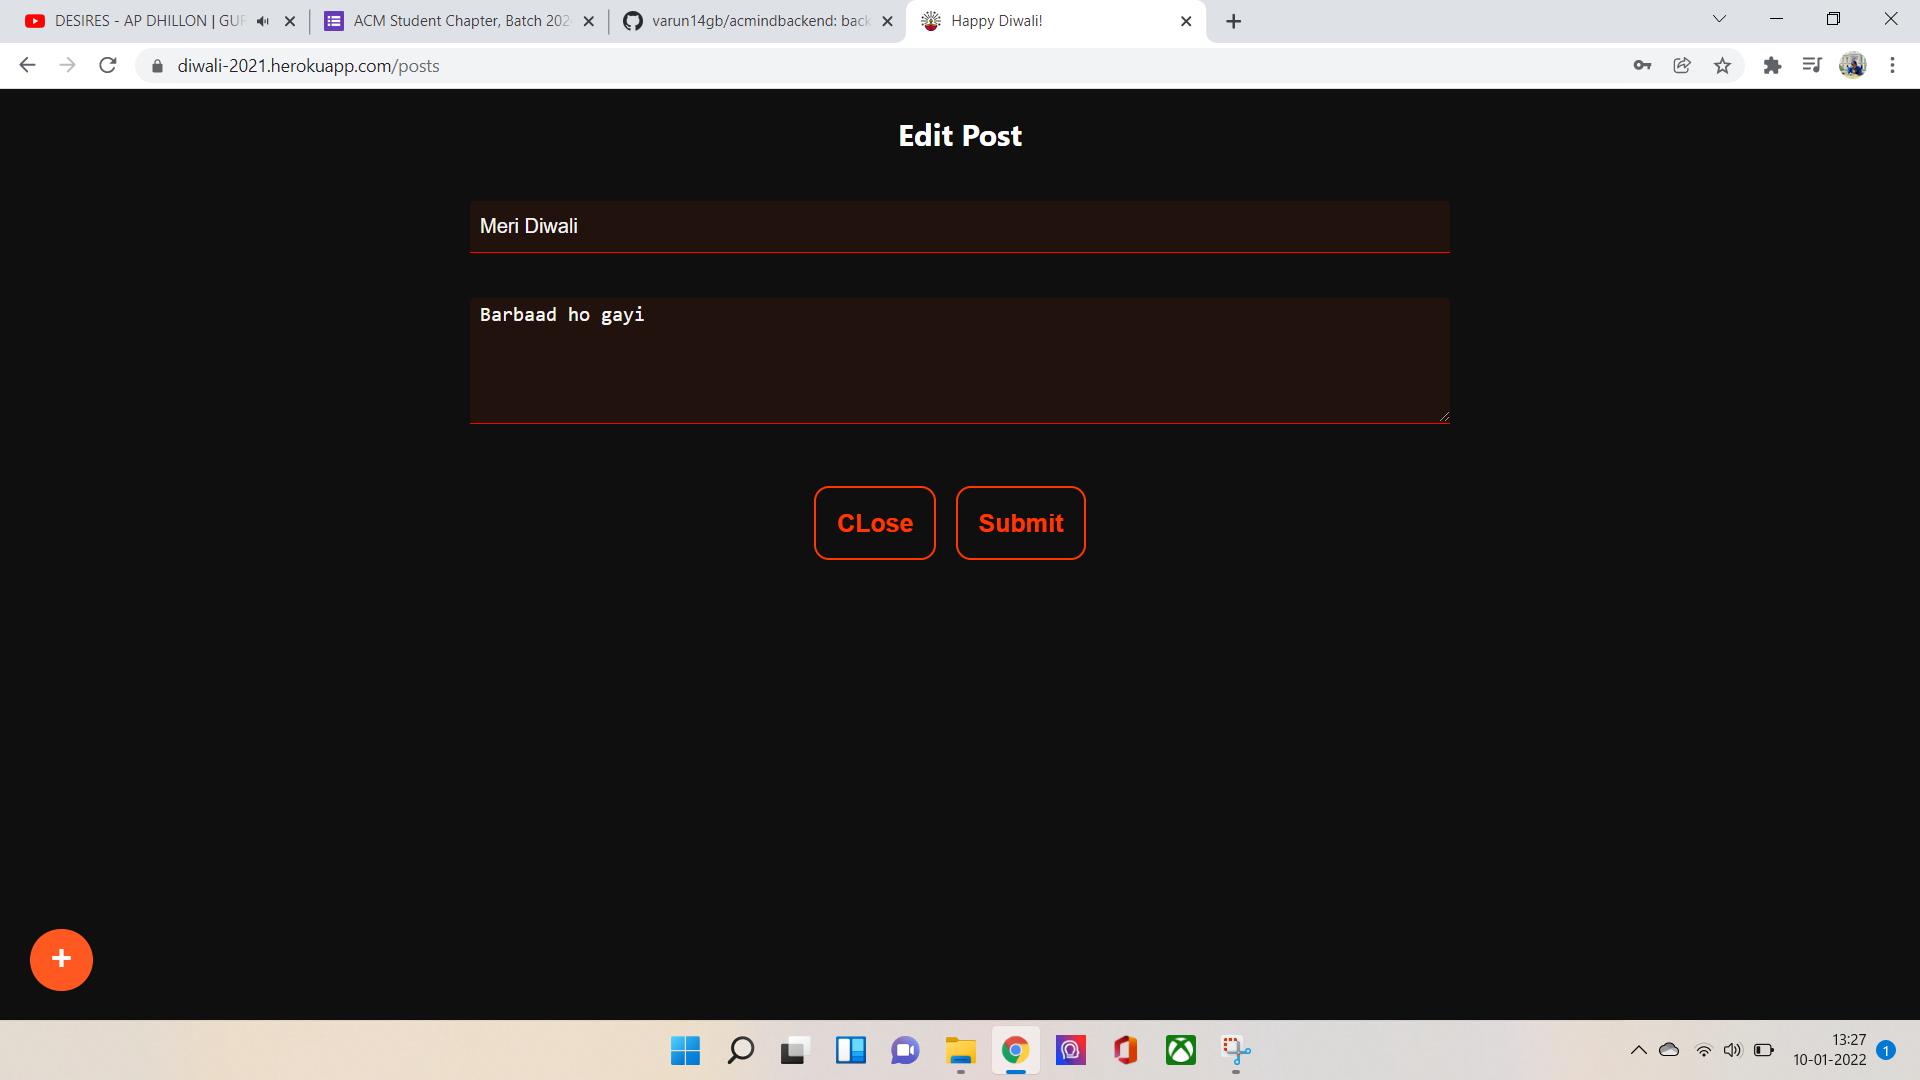 DESIRES - AP DHILLON | GUR
ACM Student Chapter, Batch 202
varun14gb/acmindbackend: back
Happy Diwali!
diwali-2021.herokuapp.com/posts
Edit Post
Meri Diwali
Barbaad ho gayi
CLose
Submit
+
13:27
10-01-2022
1